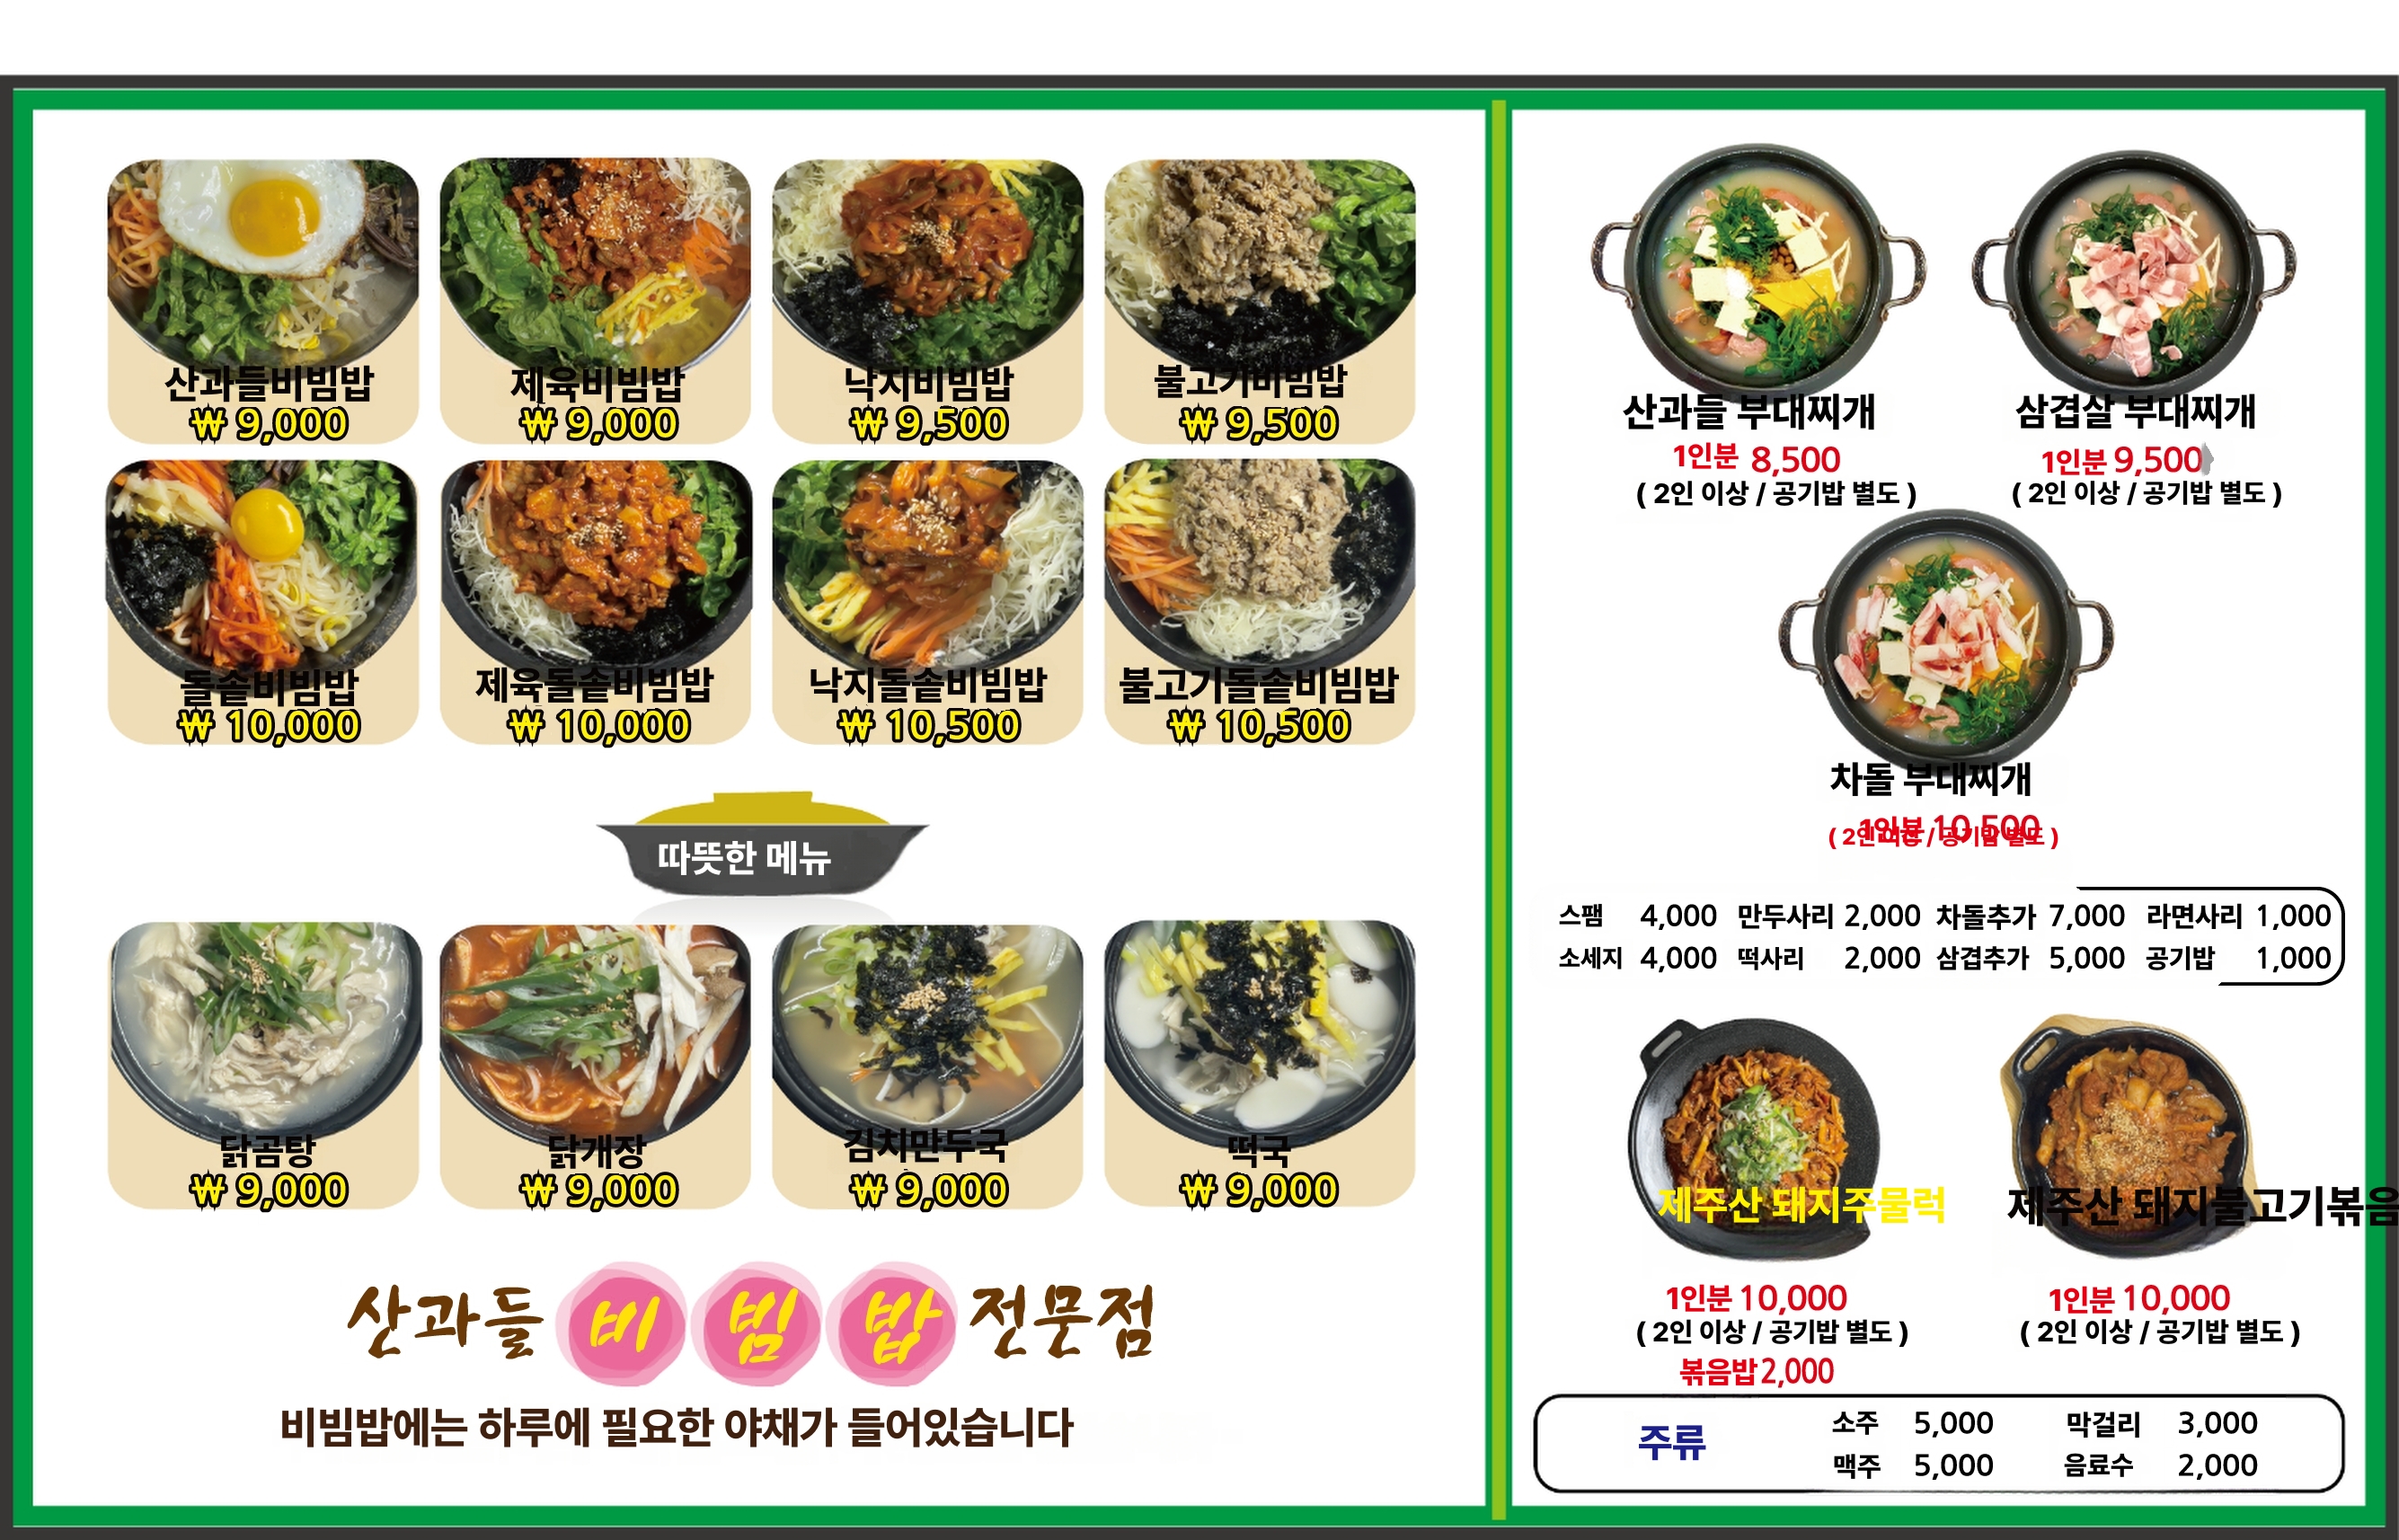 산과들비빔밥
₩ 9,000
제육비빔밥
₩ 9,000
낙지비빔밥
₩ 9,500
불고기비빔밥
₩ 9,500
돌솥비빔밥
₩ 10,000
제육돌솥비빔밥
₩ 10,000
낙지돌솥비빔밥
₩ 10,500
불고기돌솥비빔밥
₩ 10,500
따뜻한 메뉴
닭곰탕
₩ 9,000
닭개장
₩ 9,000
김치만두국
₩ 9,000
떡국
₩ 9,000
산과들 비빔밥 전문점
비빔밥에는 하루에 필요한 야채가 들어있습니다
산과들 부대찌개
1인분 8,500
( 2인 이상 / 공기밥 별도 )
삼겹살 부대찌개
1인분 9,500
( 2인 이상 / 공기밥 별도 )
차돌 부대찌개
1인분 10,500
( 2인 이상 / 공기밥 별도 )
스팸 4,000 만두사리 2,000 차돌추가 7,000 라면사리 1,000
소세지 4,000 떡사리 2,000 삼겹추가 5,000 공기밥 1,000
제주산 돼지주물럭
1인분 10,000
( 2인 이상 / 공기밥 별도 )
볶음밥 2,000
제주산 돼지불고기볶음
1인분 10,000
( 2인 이상 / 공기밥 별도 )
주류
소주 5,000 막걸리 3,000
맥주 5,000 음료수 2,000